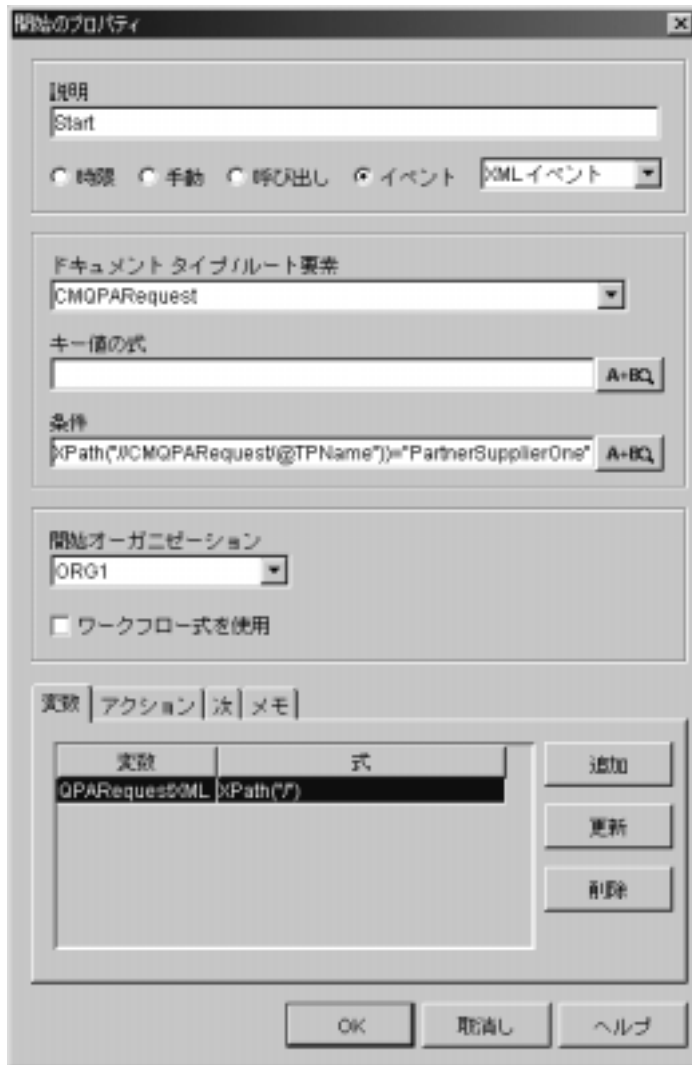 開始のプロパティ
説明
Start
時限 手動 呼び出し イベント XMLイベント
ドキュメント タイプ/ルート要素
CMQPARequest
キー値の式
A+B
条件
XPath("//CMQPARequest/@TPName"))="PartnerSupplierOne" A+B
開始オーガニゼーション
ORG1
ワークフロー式を使用
変数 アクション 次 メモ
変数 式
QPARequestXML XPath("/")
追加
更新
削除
OK 取消し ヘルプ